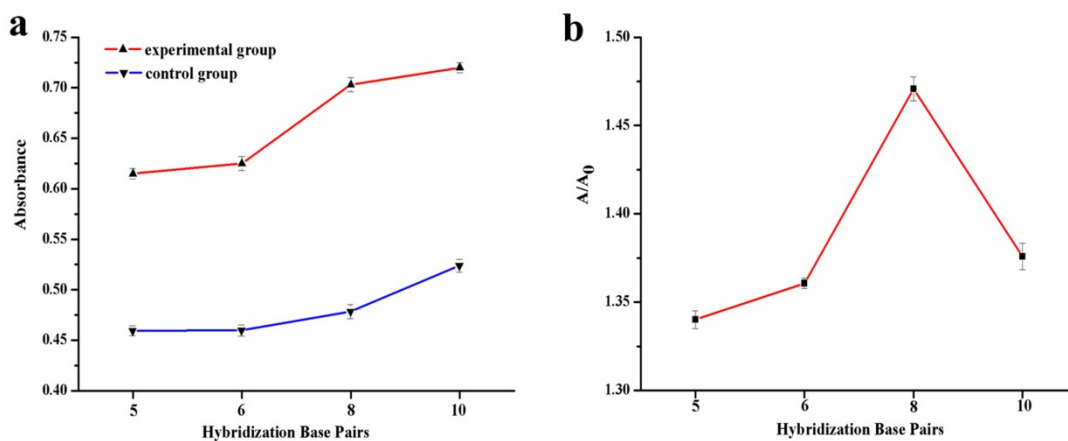 a
0.75
0.70
0.65
0.60
0.55
0.50
0.45
0.40
Absorbance
experimental group
control group
5 6 8 10
Hybridization Base Pairs
b
1.50
1.45
1.40
1.35
1.30
A/A0
5 6 8 10
Hybridization Base Pairs